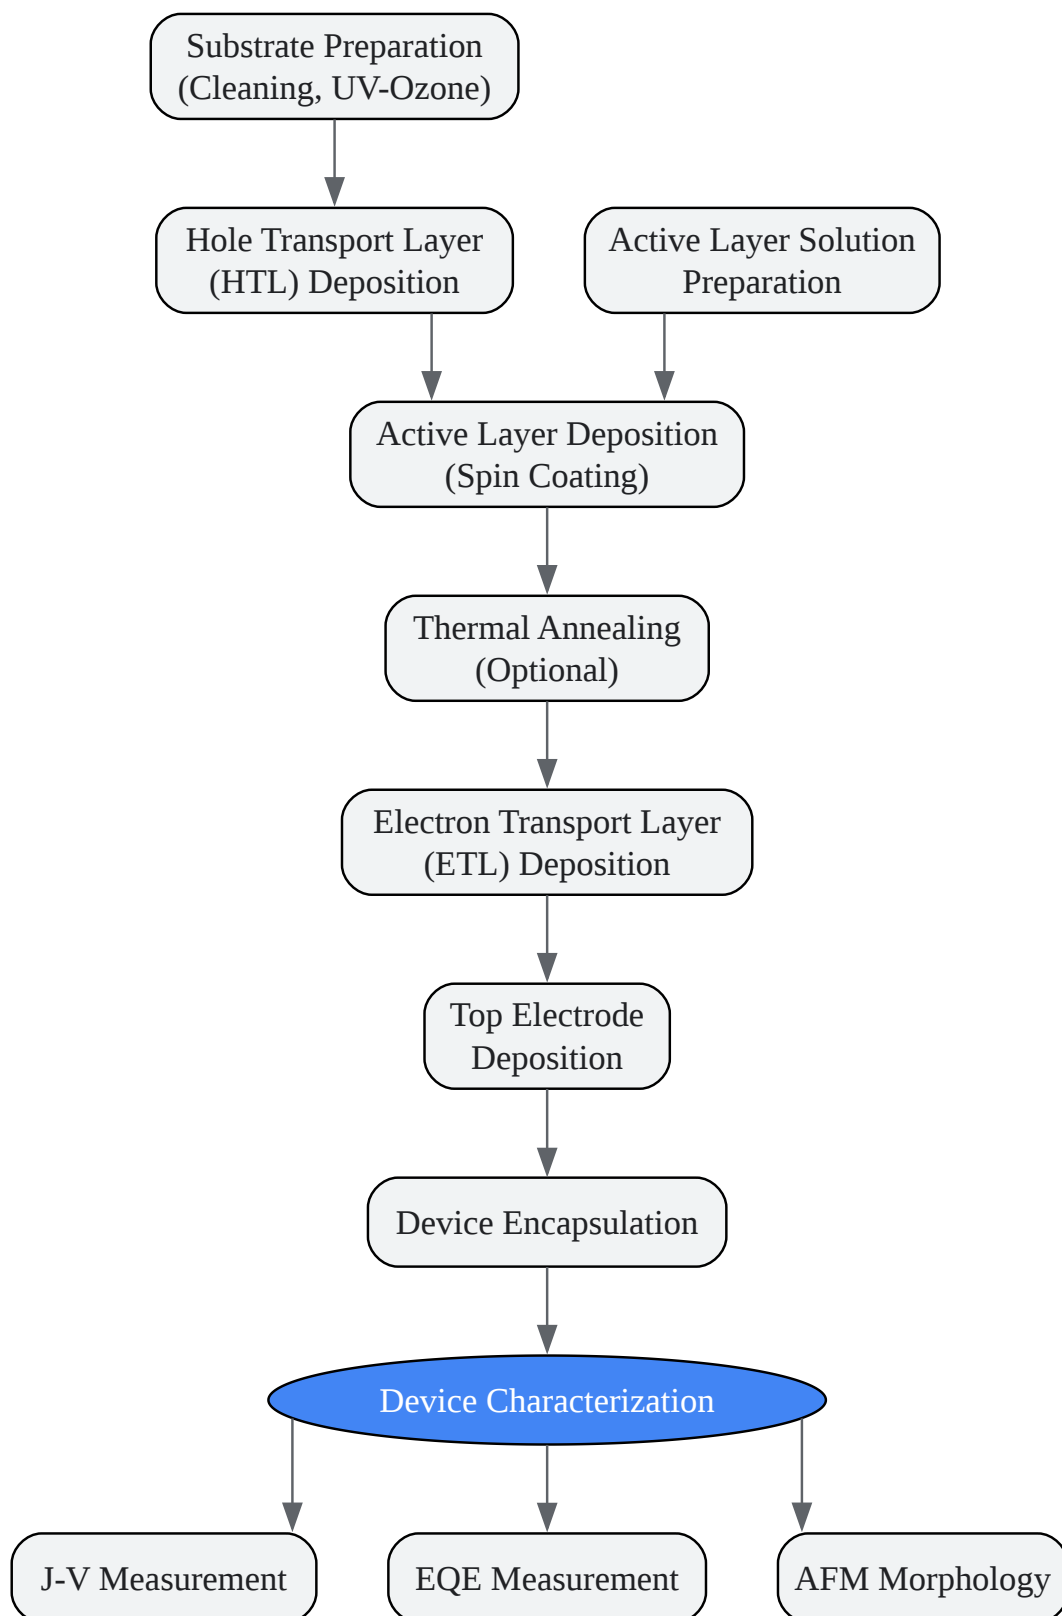 Substrate Preparation
(Cleaning, UV-Ozone)
Hole Transport Layer
(HTL) Deposition
Active Layer Solution
Preparation
Active Layer Deposition
(Spin Coating)
Thermal Annealing
(Optional)
Electron Transport Layer
(ETL) Deposition
Top Electrode
Deposition
Device Encapsulation
Device Characterization
J-V Measurement
EQE Measurement
AFM Morphology